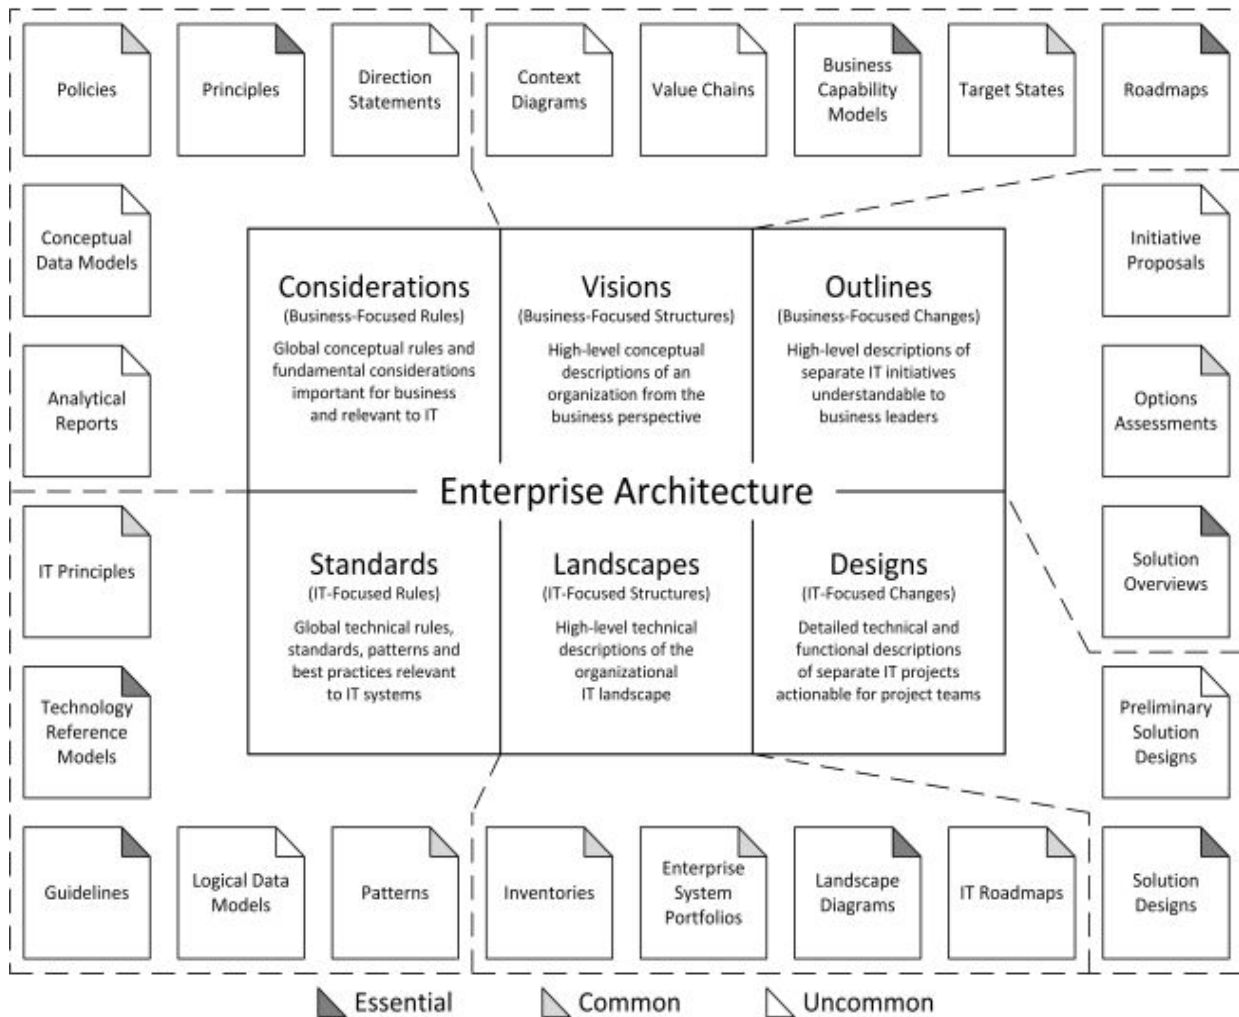 Policies
Principles
Direction
Statements
Context
Diagrams
Value Chains
Business
Capability
Models
Target States
Roadmaps
Conceptual
Data Models
Initiative
Proposals
Analytical
Reports
Options
Assessments
Considerations
(Business-Focused Rules)
Global conceptual rules and
fundamental considerations
important for business
and relevant to IT
Visions
(Business-Focused Structures)
High-level conceptual
descriptions of an
organization from the
business perspective
Outlines
(Business-Focused Changes)
High-level descriptions of
separate IT initiatives
understandable to
business leaders
Enterprise Architecture
Standards
(IT-Focused Rules)
Global technical rules,
standards, patterns and
best practices relevant
to IT systems
Landscapes
(IT-Focused Structures)
High-level technical
descriptions of the
organizational
IT landscape
Designs
(IT-Focused Changes)
Detailed technical and
functional descriptions
of separate IT projects
actionable for project teams
IT Principles
Solution
Overviews
Technology
Reference
Models
Preliminary
Solution
Designs
Guidelines
Logical Data
Models
Patterns
Inventories
Enterprise
System
Portfolios
Landscape
Diagrams
IT Roadmaps
Solution
Designs
Essential
Common
Uncommon